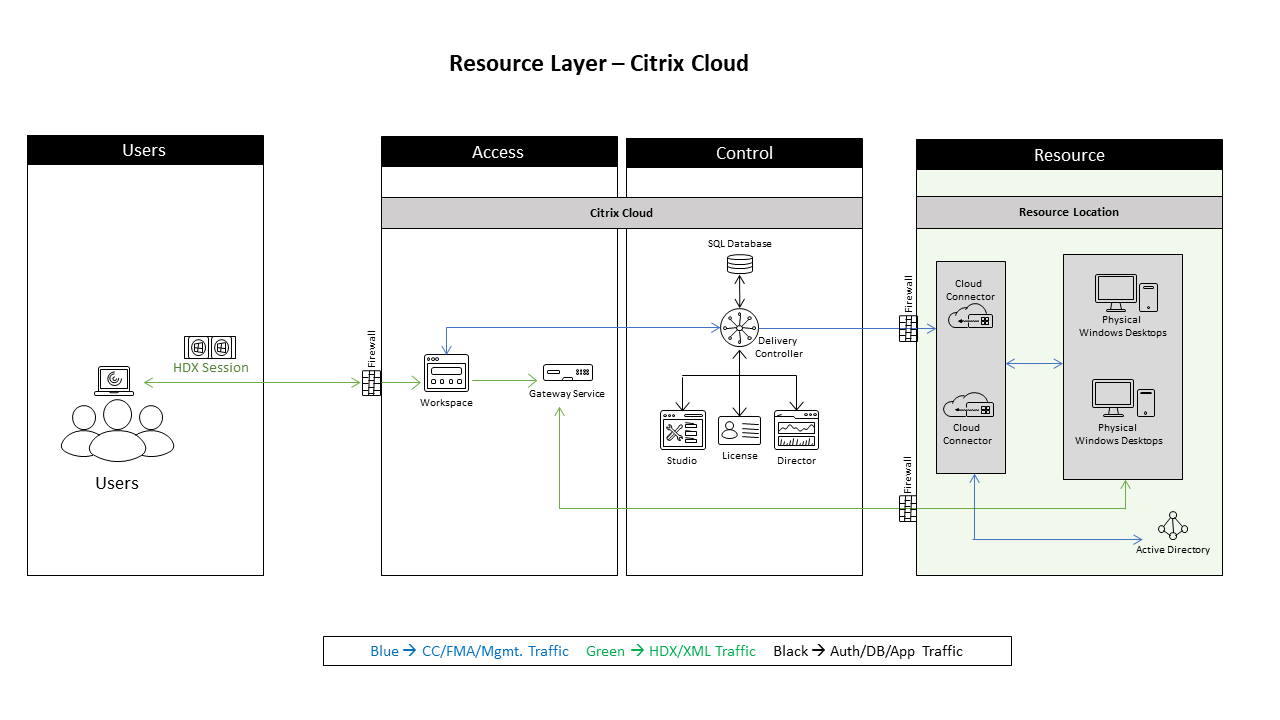 Resource Layer – Citrix Cloud
Users
Access
Control
Resource
Citrix Cloud
Resource Location
SQL Database
Delivery
Controller
Studio
License
Director
HDX Session
Users
Firewall
Workspace
Gateway Service
Firewall
Firewall
Cloud
Connector
Cloud
Connector
Physical
Windows Desktops
Physical
Windows Desktops
Active Directory
Blue → CC/FMA/Mgmt. Traffic Green → HDX/XML Traffic Black → Auth/DB/App Traffic